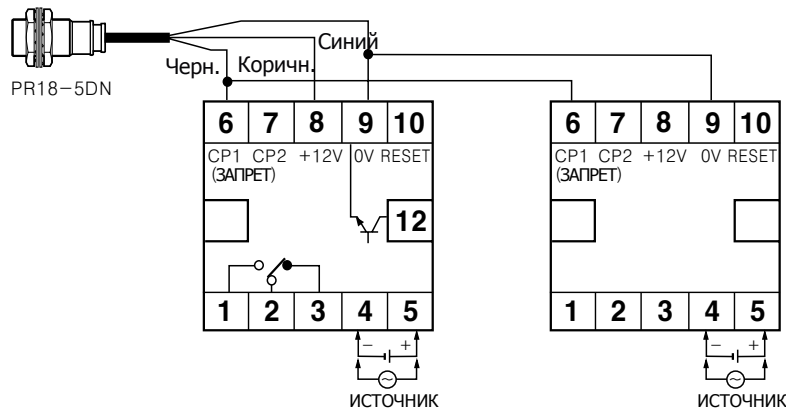 Синий
Черн. Коричн.
PR18-5DN
6 7 8 9 10
CP1 CP2 +12V 0V RESET
(ЗАПРЕТ)
12
1 2 3 4 5
− +
ИСТОЧНИК
6 7 8 9 10
CP1 CP2 +12V 0V RESET
(ЗАПРЕТ)
1 2 3 4 5
− +
ИСТОЧНИК